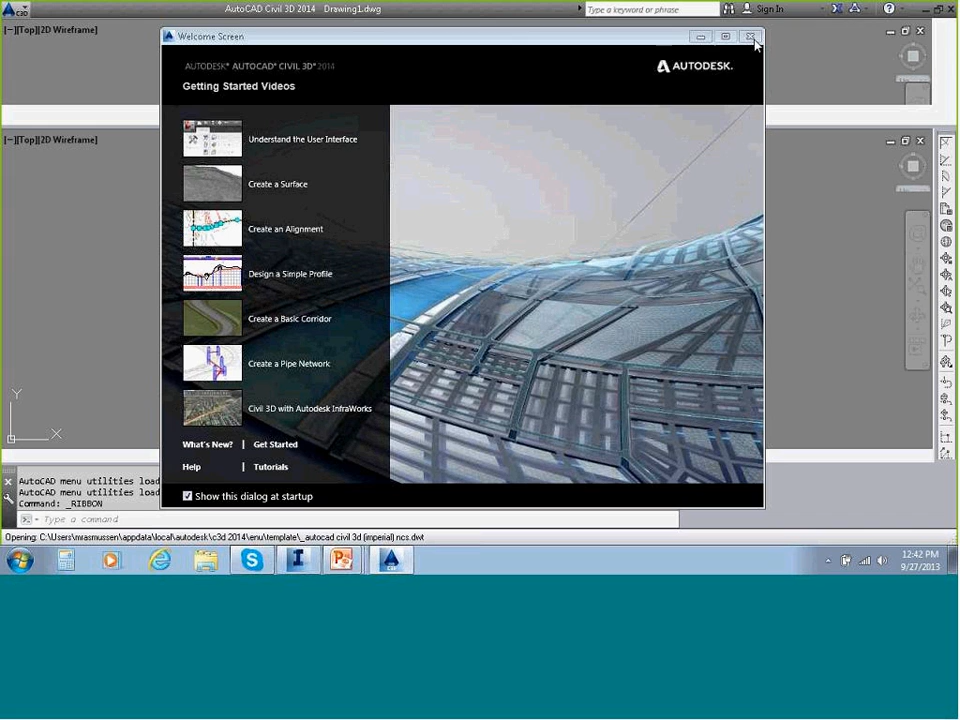 AutoCAD Civil 3D 2014 Drawing1.dwg
Type a keyword or phrase
Sign In
C3D
[−][Top][2D Wireframe]
Welcome Screen
AUTODESK® AUTOCAD® CIVIL 3D® 2014
AUTODESK.
Getting Started Videos
Understand the User Interface
Create a Surface
Create an Alignment
Design a Simple Profile
Create a Basic Corridor
Create a Pipe Network
Civil 3D with Autodesk InfraWorks
What's New? | Get Started
Help | Tutorials
Show this dialog at startup
[−][Top][2D Wireframe]
Y
X
AutoCAD menu utilities load
AutoCAD menu utilities load
Command: _RIBBON
Type a command
Opening: C:\Users\mrasmussen\appdata\local\autodesk\c3d 2014\enu\template\_autocad civil 3d (imperial) ncs.dwt
12:42 PM
9/27/2013